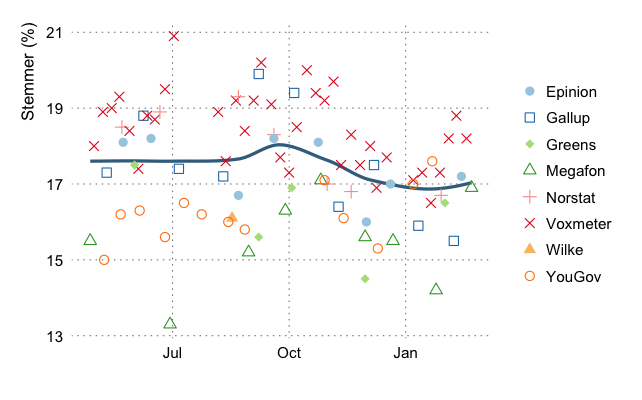 Stemmer (%)
21
19
17
15
13
Jul
Oct
Jan
Epinion
Gallup
Greens
Megafon
Norstat
Voxmeter
Wilke
YouGov